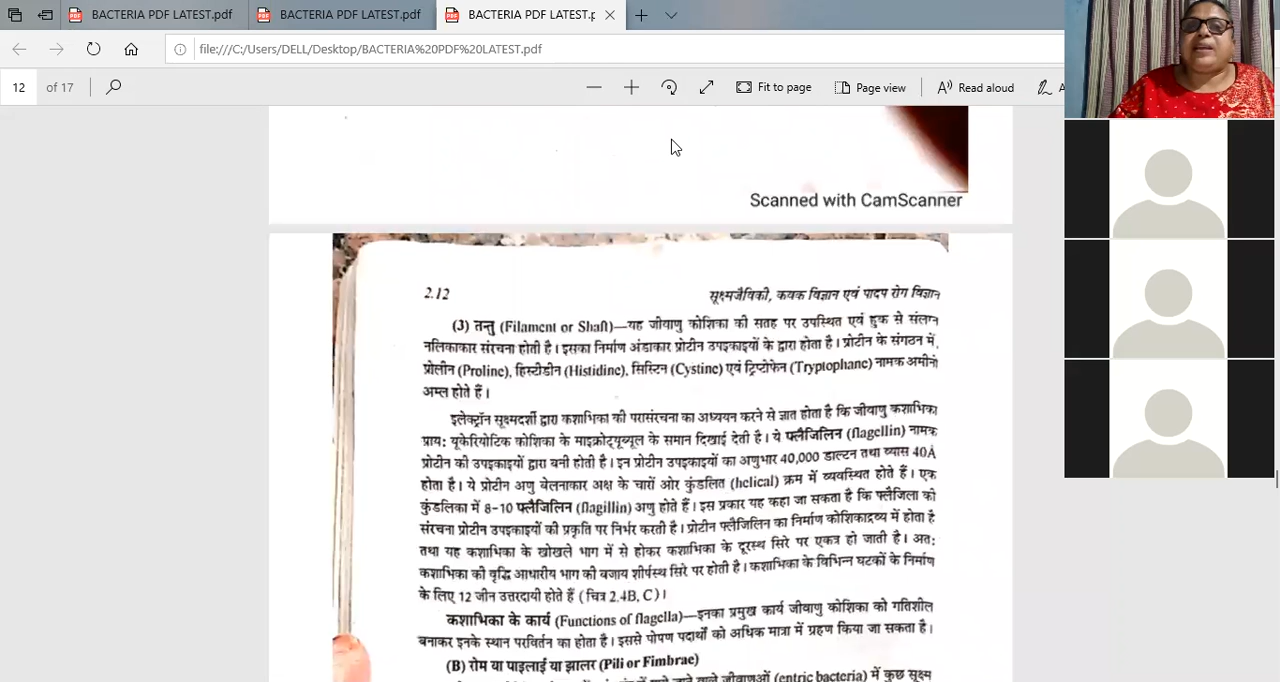 BACTERIA PDF LATEST.pdf
BACTERIA PDF LATEST.pdf
BACTERIA PDF LATEST.p
file:///C:/Users/DELL/Desktop/BACTERIA%20PDF%20LATEST.pdf
12 of 17
Fit to page
Page view
Read aloud
Scanned with CamScanner
2.12
सूक्ष्मजैविकी, कवक विज्ञान एवं पादप रोग विज्ञान
(3) तन्तु (Filament or Shaft)—यह जीवाणु कोशिका की सतह पर उपस्थित एवं हुक से संलग्न
नलिकाकार संरचना होती है। इसका निर्माण अंडाकार प्रोटीन उपइकाइयों के द्वारा होता है। प्रोटीन के संगठन में,
प्रोलीन (Proline), हिस्टीडीन (Histidine), सिस्टिन (Cystine) एवं ट्रिप्टोफेन (Tryptophane) नामक अमीनो
अम्ल होते हैं।
इलेक्ट्रॉन सूक्ष्मदर्शी द्वारा कशाभिका की परासंरचना का अध्ययन करने से ज्ञात होता है कि जीवाणु कशाभिका
प्राय: यूकेरियोटिक कोशिका के माइक्रोट्यूब्यूल के समान दिखाई देती है। ये फ्लैजिलिन (flagellin) नामक
प्रोटीन की उपइकाइयों द्वारा बनी होती है। इन प्रोटीन उपइकाइयों का अणुभार 40,000 डाल्टन तथा व्यास 40Å
होता है। ये प्रोटीन अणु बेलनाकार अक्ष के चारों ओर कुंडलित (helical) क्रम में व्यवस्थित होते हैं। एक
कुंडलिका में 8-10 फ्लैजिलिन (flagillin) अणु होते हैं। इस प्रकार यह कहा जा सकता है कि फ्लैजिला की
संरचना प्रोटीन उपइकाइयों की प्रकृति पर निर्भर करती है। प्रोटीन फ्लैजिलिन का निर्माण कोशिकाद्रव्य में होता है
तथा यह कशाभिका के खोखले भाग में से होकर कशाभिका के दूरस्थ सिरे पर एकत्र हो जाती है। अत:
कशाभिका की वृद्धि आधारीय भाग की बजाय शीर्षस्थ सिरे पर होती है। कशाभिका के विभिन्न घटकों के निर्माण
के लिए 12 जीन उत्तरदायी होते हैं (चित्र 2.4B, C)।
कशाभिका के कार्य (Functions of flagella)—इनका प्रमुख कार्य जीवाणु कोशिका को गतिशील
बनाकर इनके स्थान परविर्तन का होता है। इससे पोषण पदार्थों को अधिक मात्रा में ग्रहण किया जा सकता है।
(B) रोम या पाइलाई या झालर (Pili or Fimbrae)
जीवाणुओं (entric bacteria) में कुछ सूक्ष्म